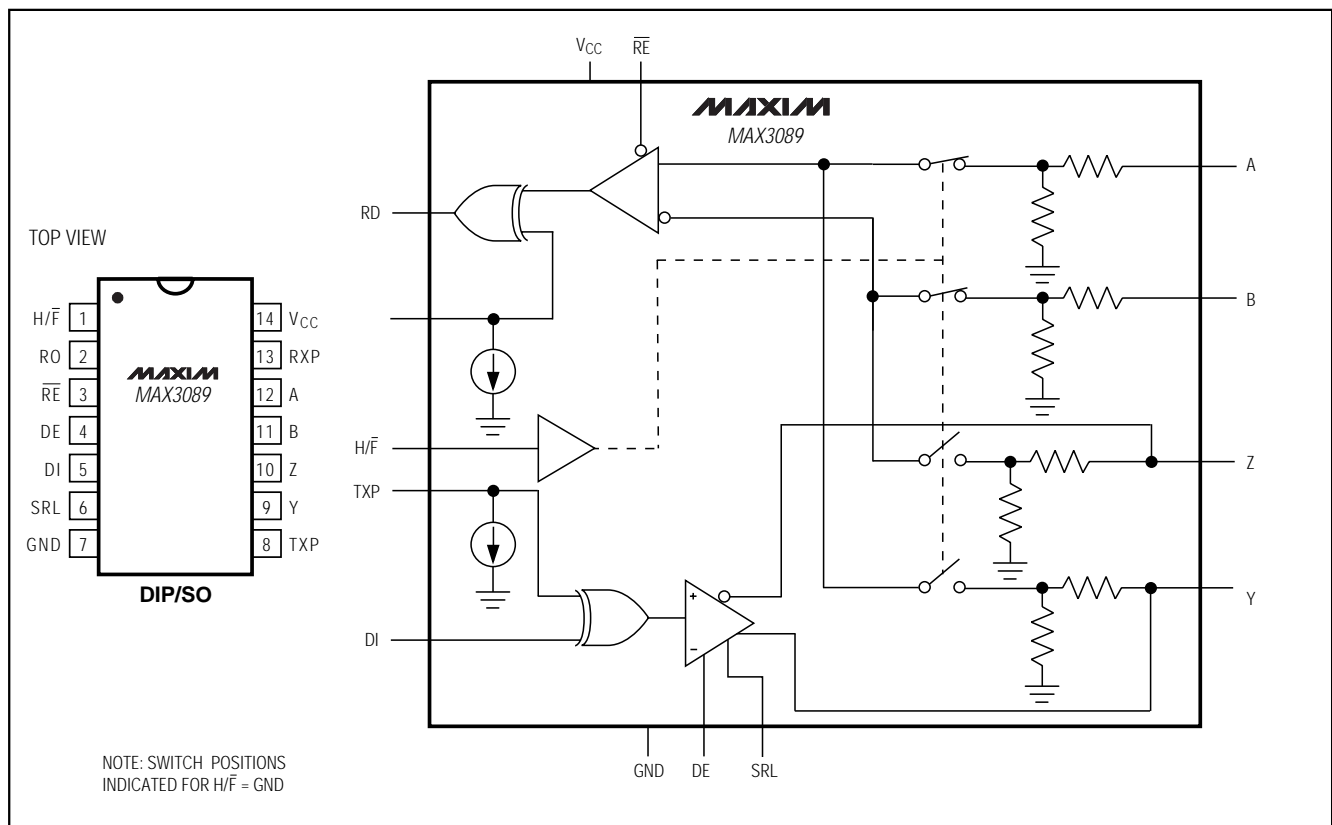 TOP VIEW
H/F̅ 1
RO 2
R̅E̅ 3
DE 4
DI 5
SRL 6
GND 7
MAXIM
MAX3089
14 VCC
13 RXP
12 A
11 B
10 Z
9 Y
8 TXP
DIP/SO
NOTE: SWITCH POSITIONS
INDICATED FOR H/F̅ = GND
VCC
R̅E̅
MAXIM
MAX3089
RD
H/F̅
TXP
DI
+
−
A
B
Z
Y
GND
DE
SRL